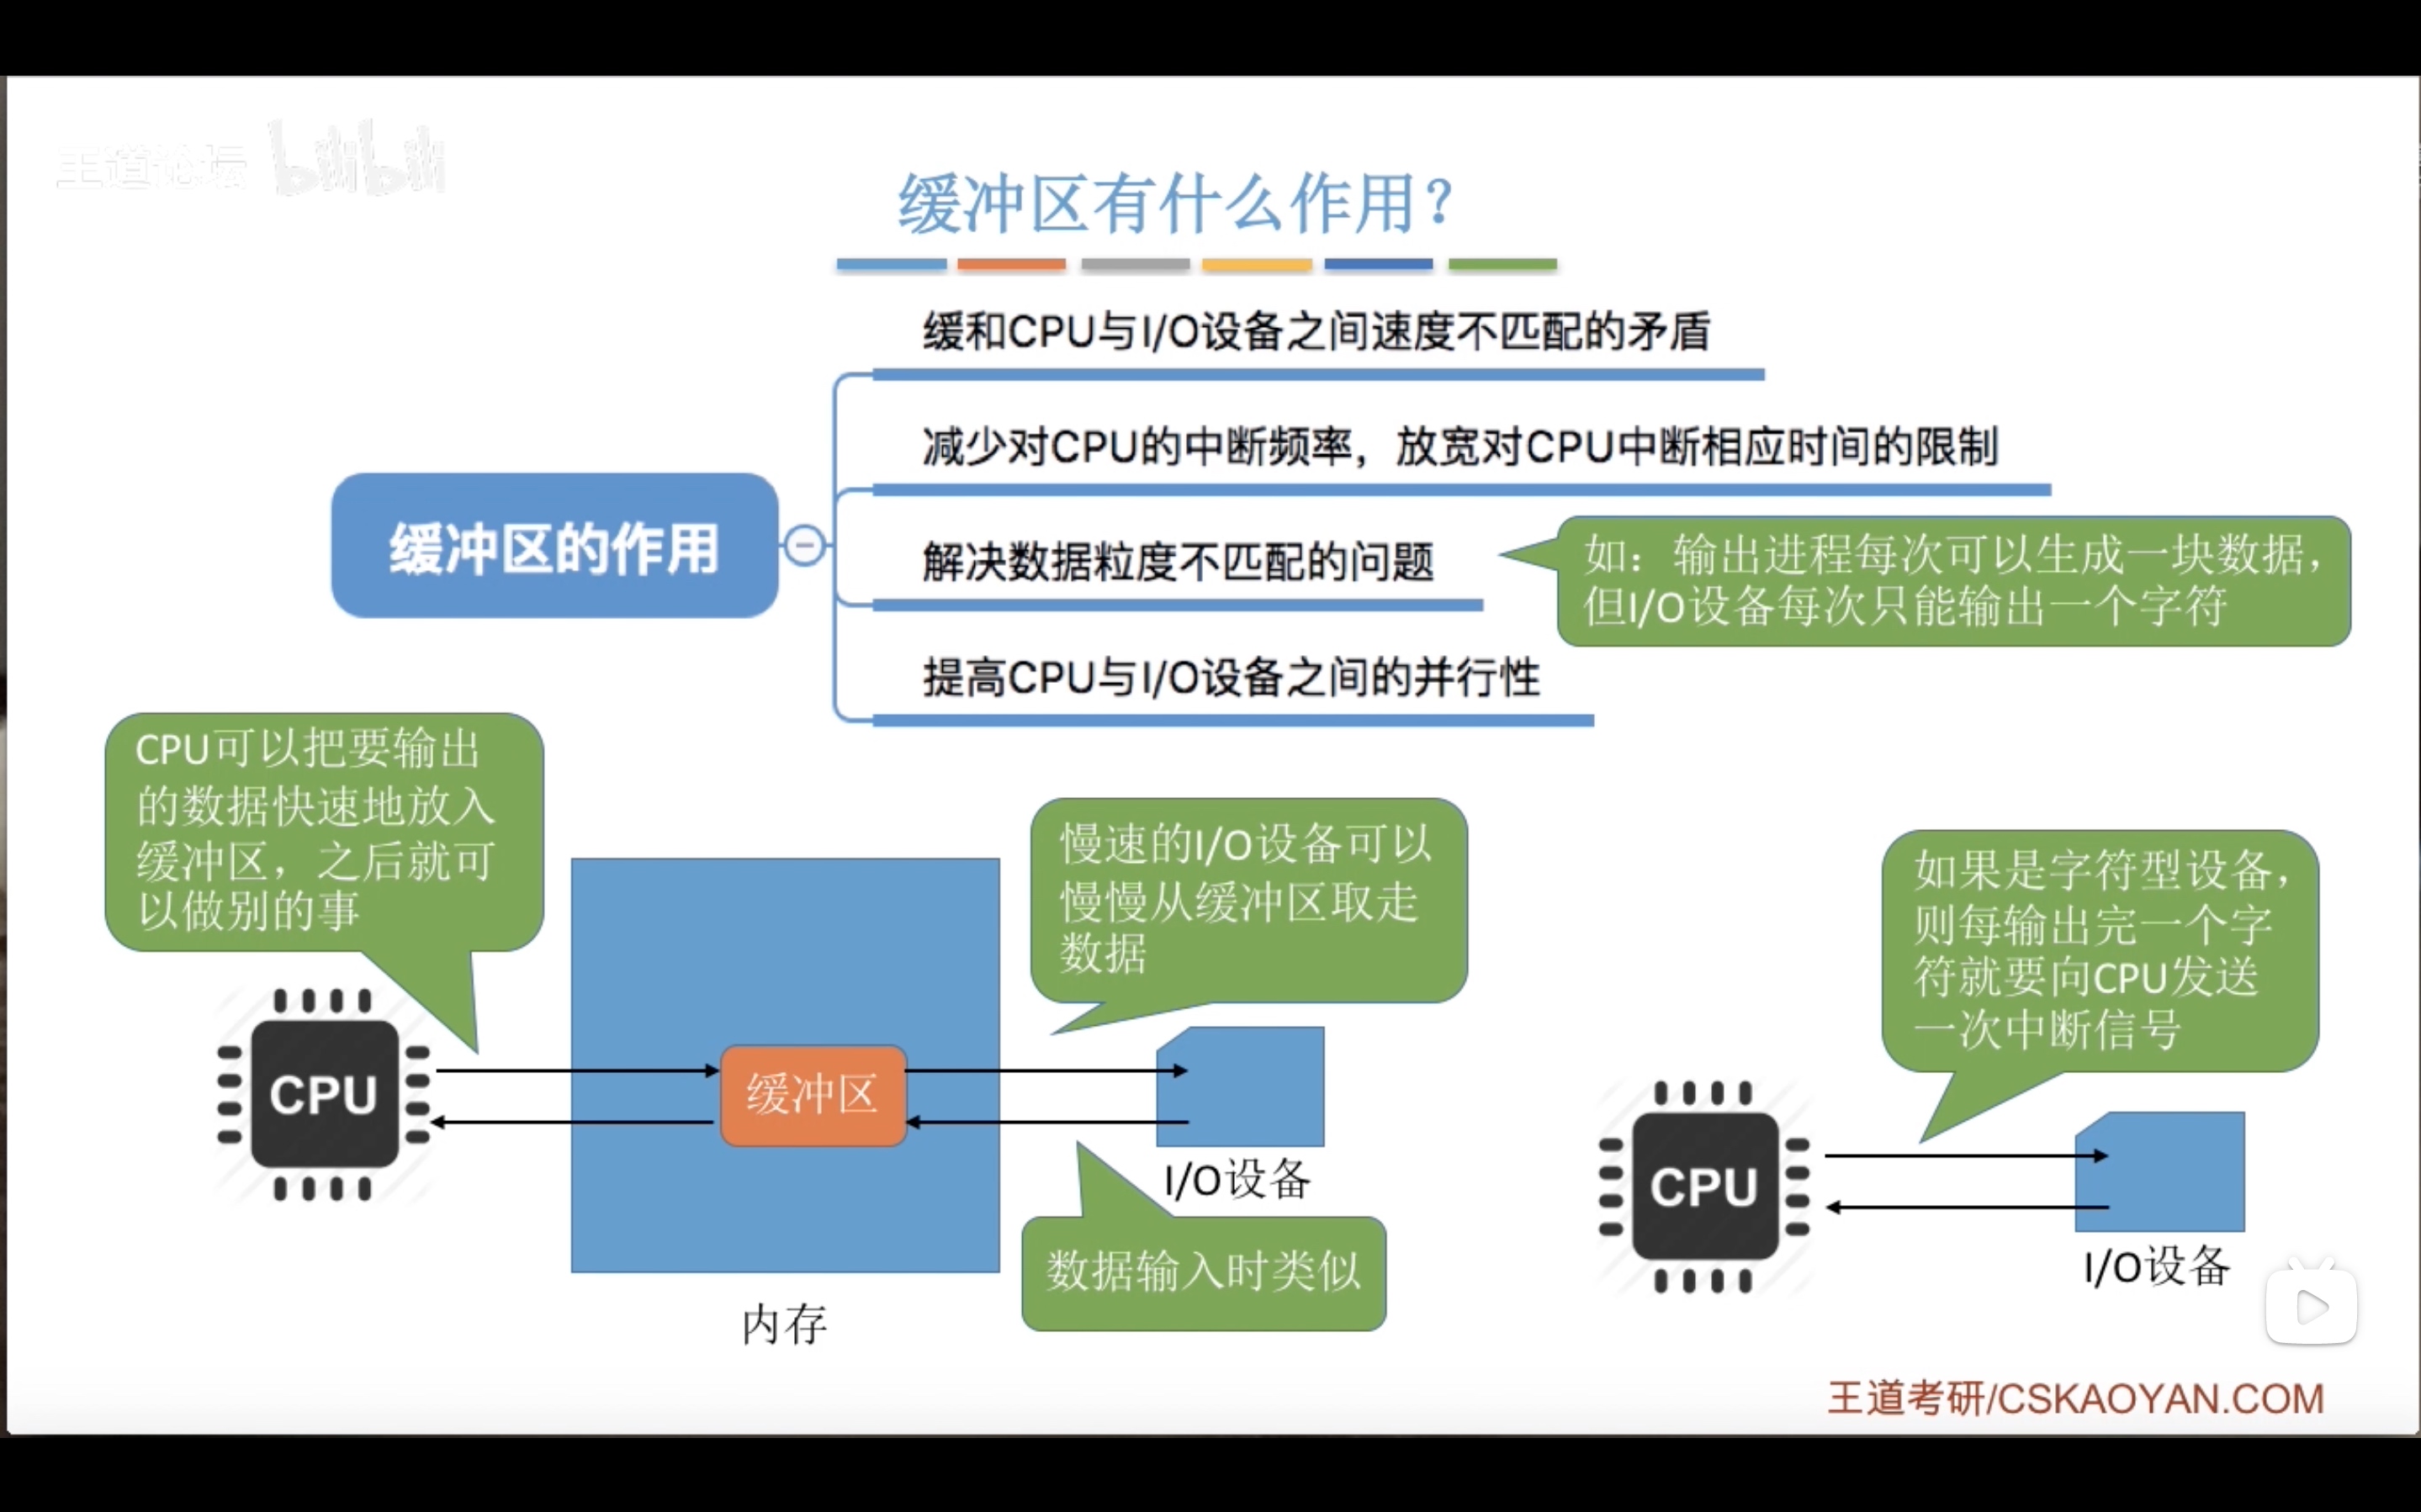 王道论坛 bilibili
缓冲区有什么作用？
缓和CPU与I/O设备之间速度不匹配的矛盾
减少对CPU的中断频率，放宽对CPU中断相应时间的限制
缓冲区的作用
解决数据粒度不匹配的问题
如：输出进程每次可以生成一块数据，
但I/O设备每次只能输出一个字符
提高CPU与I/O设备之间的并行性
CPU可以把要输出
的数据快速地放入
缓冲区，之后就可
以做别的事
慢速的I/O设备可以
慢慢从缓冲区取走
数据
如果是字符型设备，
则每输出完一个字
符就要向CPU发送
一次中断信号
CPU
缓冲区
I/O设备
数据输入时类似
内存
CPU
I/O设备
王道考研/CSKAOYAN.COM